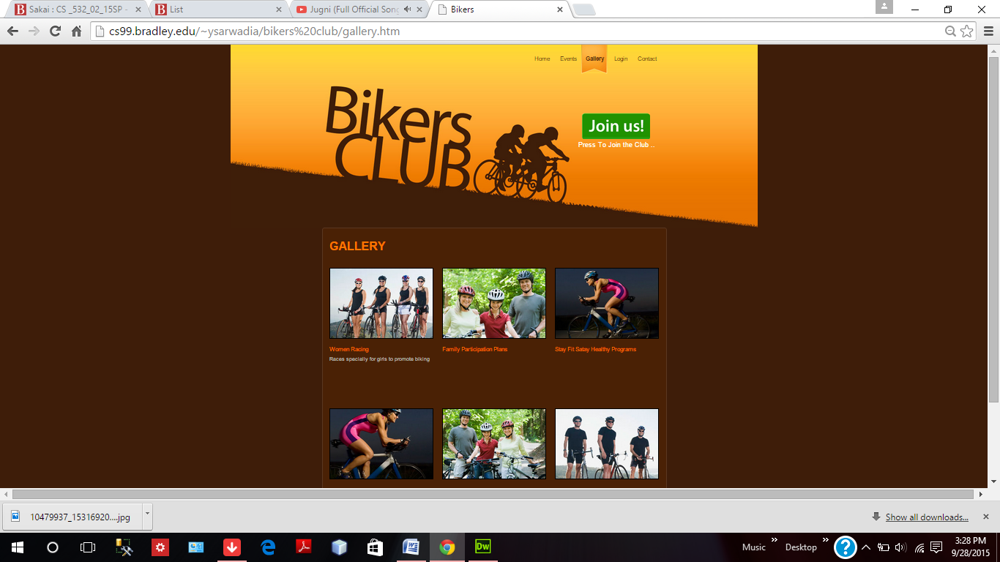 Sakai : CS _532_02_15SP -
List
Jugni (Full Official Song
Bikers
cs99.bradley.edu/~ysarwadia/bikers%20club/gallery.htm
Home Events Gallery Login Contact
Bikers
CLUB
Join us!
Press To Join the Club ..
GALLERY
Women Racing
Races specially for girls to promote biking
Family Participation Plans
Stay Fit Satay Healthy Programs
10479937_15316920....jpg
Show all downloads...
Music
Desktop
3:28 PM
9/28/2015